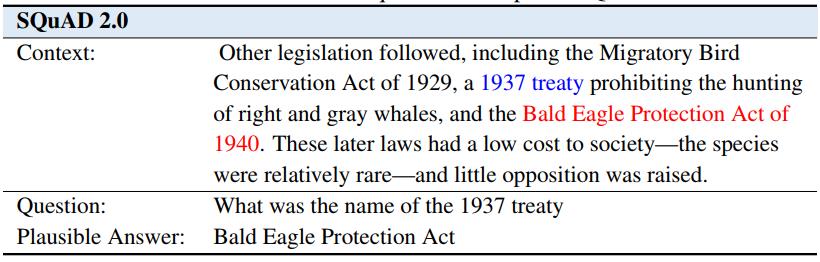 SQuAD 2.0
Context: Other legislation followed, including the Migratory Bird
Conservation Act of 1929, a 1937 treaty prohibiting the hunting
of right and gray whales, and the Bald Eagle Protection Act of
1940. These later laws had a low cost to society—the species
were relatively rare—and little opposition was raised.
Question: What was the name of the 1937 treaty
Plausible Answer: Bald Eagle Protection Act